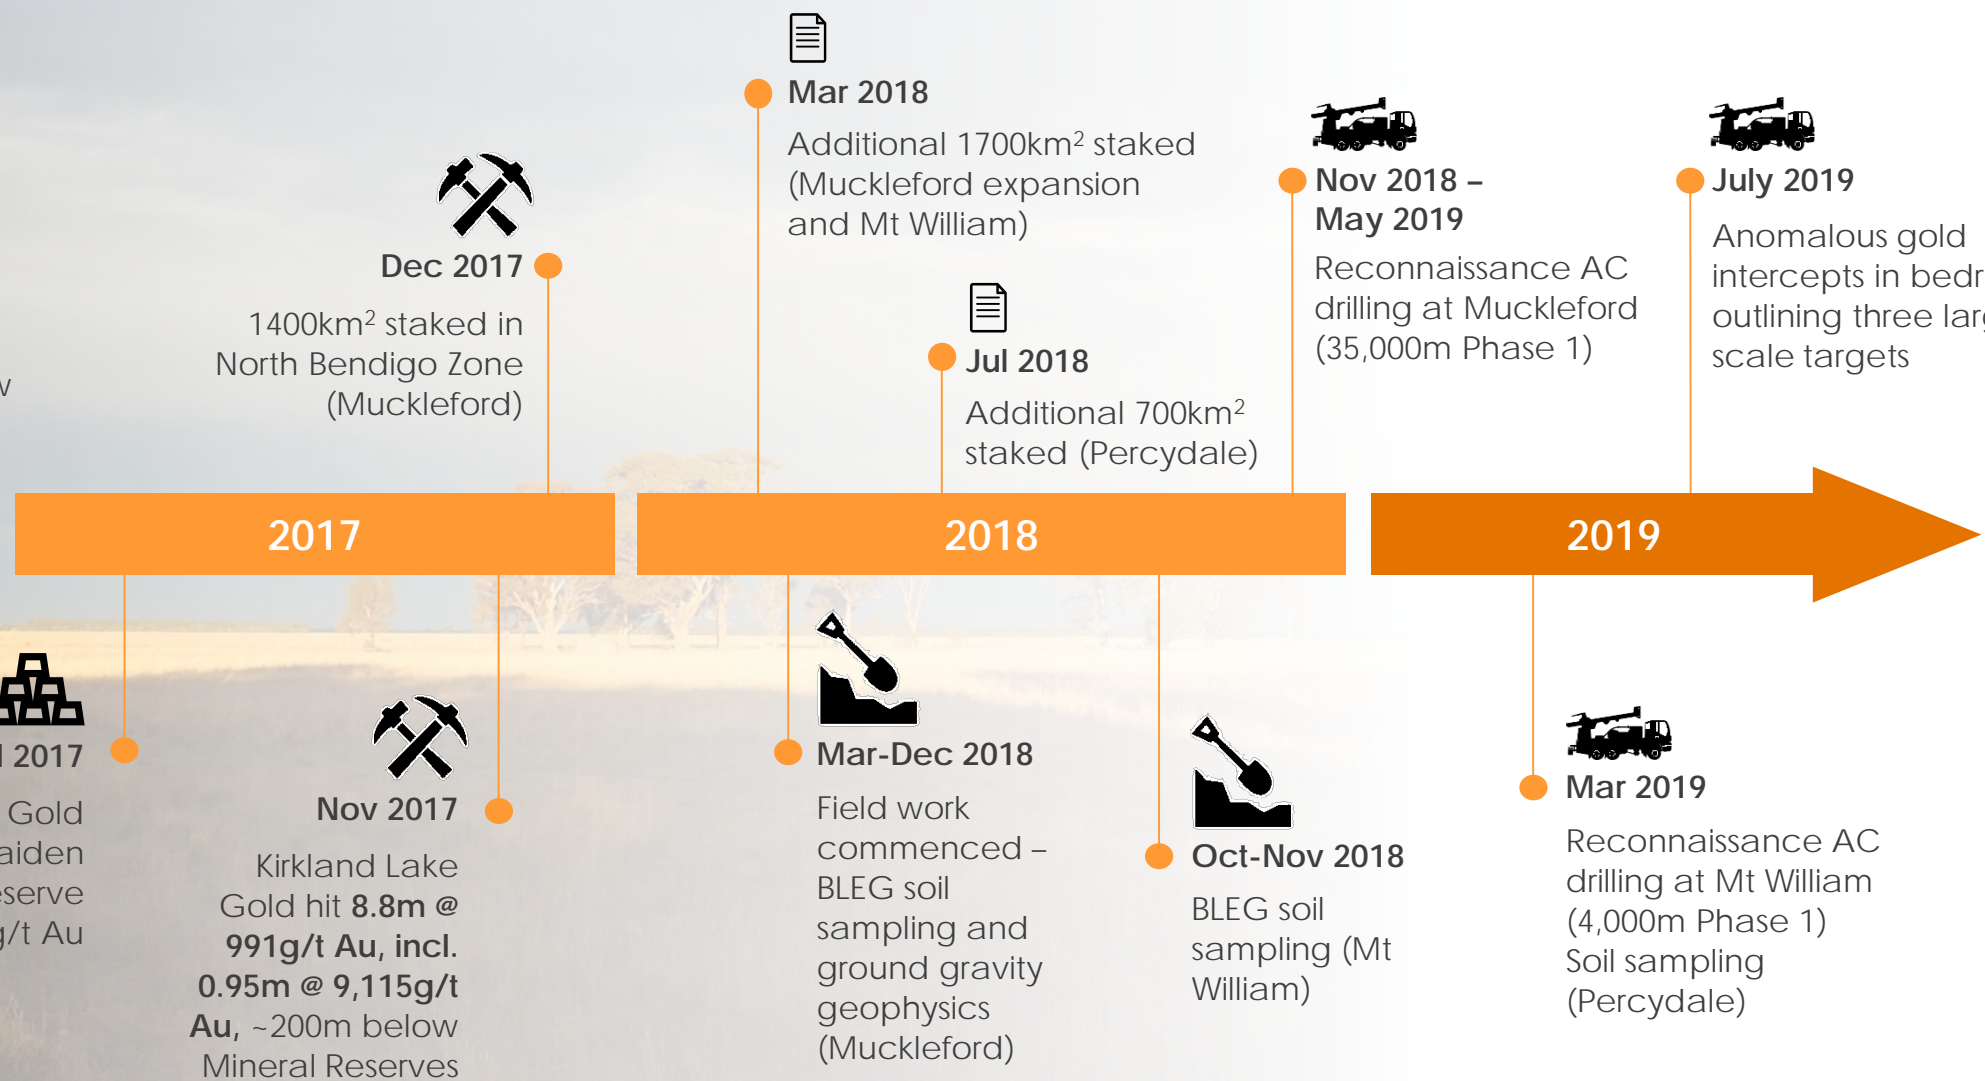 Mar 2018
Additional 1700km² staked
(Muckleford expansion
and Mt William)
Dec 2017
1400km² staked in
North Bendigo Zone
(Muckleford)
Jul 2018
Additional 700km²
staked (Percydale)
Nov 2018 –
May 2019
Reconnaissance AC
drilling at Muckleford
(35,000m Phase 1)
July 2019
Anomalous gold
intercepts in
outlining three
scale targets
2017
2018
2019
2017
Gold
g/t Au
Nov 2017
Kirkland Lake
Gold hit 8.8m @
991g/t Au, incl.
0.95m @ 9,115g/t
Au, ~200m below
Mineral Reserves
Mar-Dec 2018
Field work
commenced –
BLEG soil
sampling and
ground gravity
geophysics
(Muckleford)
Oct-Nov 2018
BLEG soil
sampling (Mt
William)
Mar 2019
Reconnaissance AC
drilling at Mt William
(4,000m Phase 1)
Soil sampling
(Percydale)